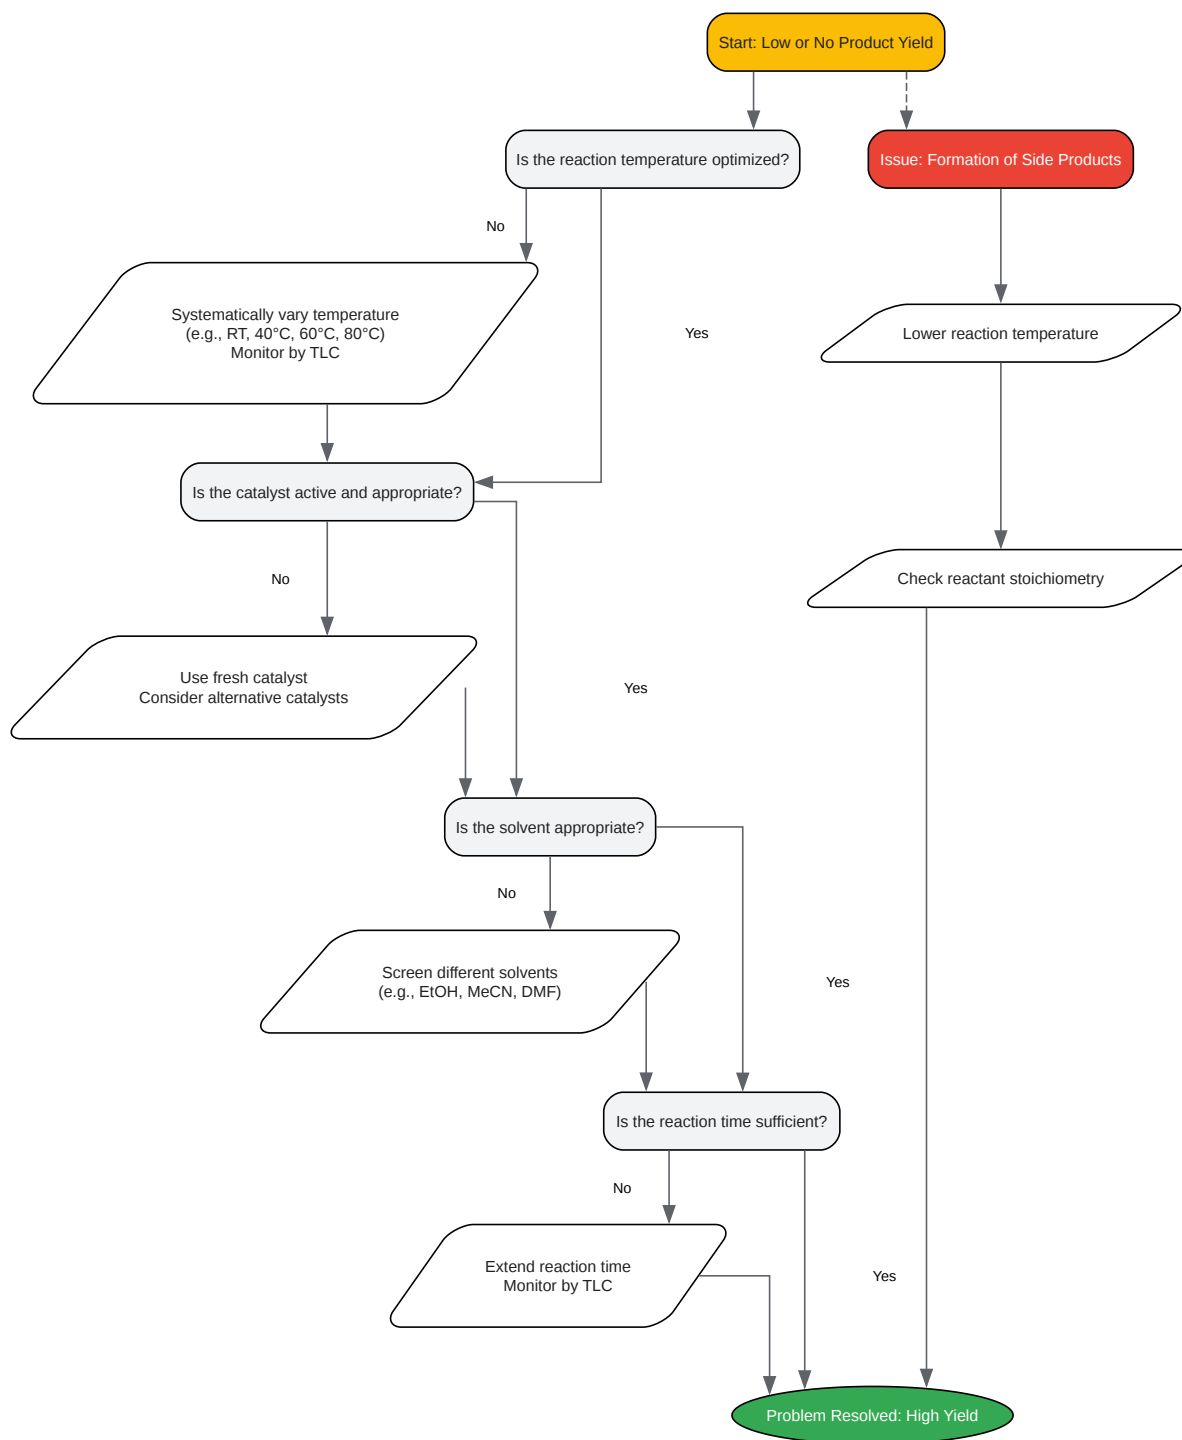 Start: Low or No Product Yield
Is the reaction temperature optimized?
Issue: Formation of Side Products
No
Systematically vary temperature
(e.g., RT, 40°C, 60°C, 80°C)
Monitor by TLC
Yes
Lower reaction temperature
Is the catalyst active and appropriate?
No
Check reactant stoichiometry
Use fresh catalyst
Consider alternative catalysts
Yes
Is the solvent appropriate?
No
Screen different solvents
(e.g., EtOH, MeCN, DMF)
Yes
Is the reaction time sufficient?
No
Extend reaction time
Monitor by TLC
Yes
Problem Resolved: High Yield